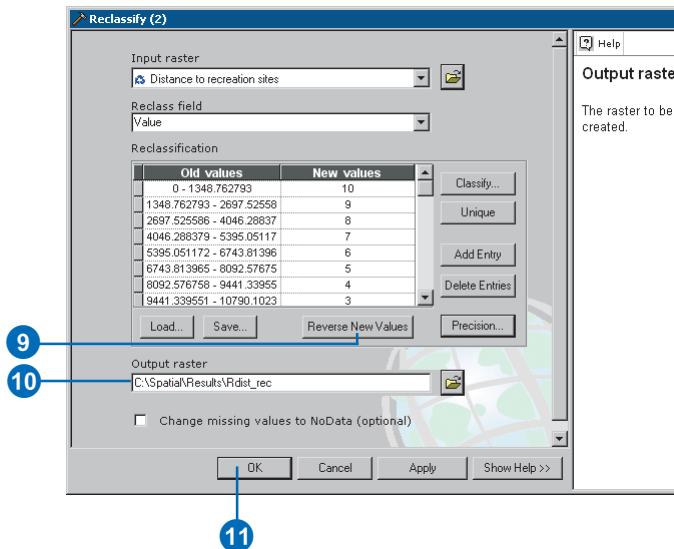 Reclassify (2)
Input raster
Distance to recreation sites
Reclass field
Value
Reclassification
Old values New values
0 - 1348.762793 10
1348.762793 - 2697.52558 9
2697.525586 - 4046.28837 8
4046.288379 - 5395.05117 7
5395.051172 - 6743.81396 6
6743.813965 - 8092.57675 5
8092.576758 - 9441.33955 4
9441.339551 - 10790.1023 3
Classify...
Unique
Add Entry
Delete Entries
Load... Save... Reverse New Values Precision...
9
Output raster
10
C:\Spatial\Results\Rdist_rec
Change missing values to NoData (optional)
OK Cancel Apply Show Help >>
11
Help
Output raste
The raster to be
created.